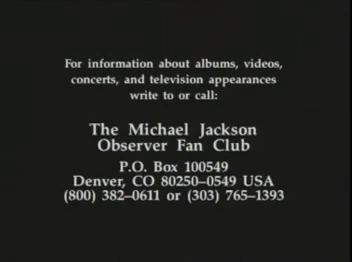 For information about albums, videos,
concerts, and television appearances
write to or call:
The Michael Jackson
Observer Fan Club
P.O. Box 100549
Denver, CO 80250-0549 USA
(800) 382-0611 or (303) 765-1393